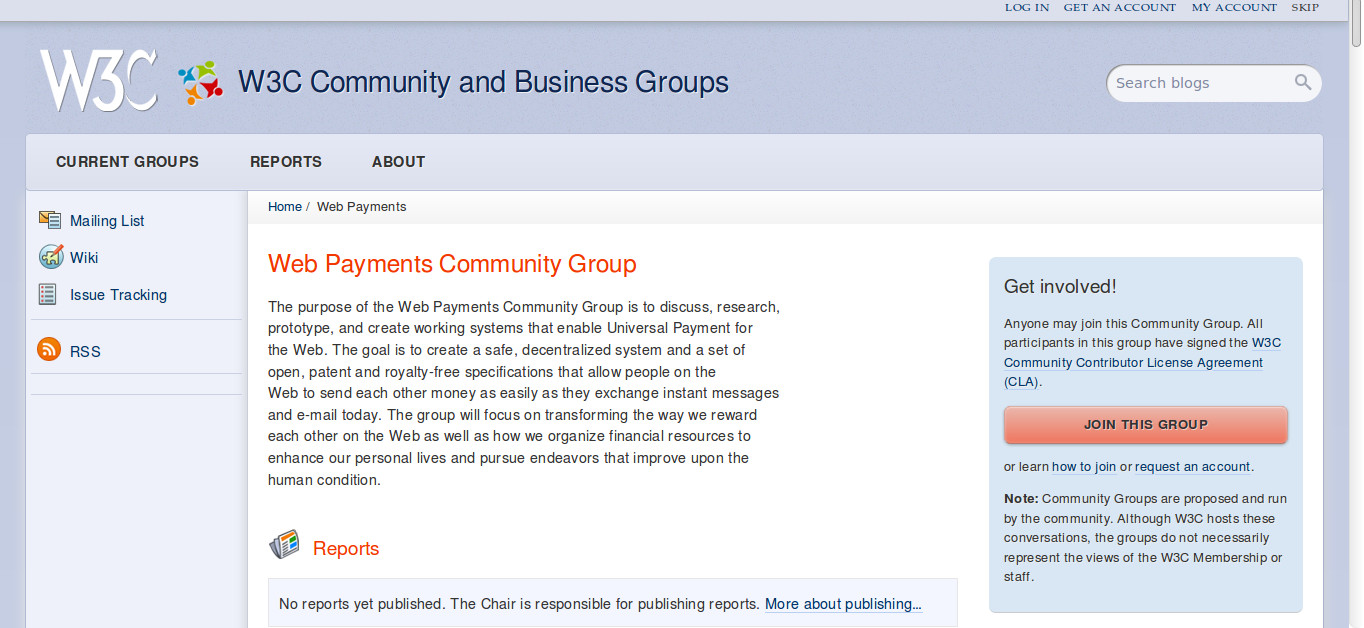 LOG IN GET AN ACCOUNT MY ACCOUNT SKIP
W3C W3C Community and Business Groups
Search blogs
CURRENT GROUPS REPORTS ABOUT
Mailing List
Wiki
Issue Tracking
RSS
Home / Web Payments
Web Payments Community Group
The purpose of the Web Payments Community Group is to discuss, research,
prototype, and create working systems that enable Universal Payment for
the Web. The goal is to create a safe, decentralized system and a set of
open, patent and royalty-free specifications that allow people on the
Web to send each other money as easily as they exchange instant messages
and e-mail today. The group will focus on transforming the way we reward
each other on the Web as well as how we organize financial resources to
enhance our personal lives and pursue endeavors that improve upon the
human condition.
Reports
No reports yet published. The Chair is responsible for publishing reports. More about publishing...
Get involved!
Anyone may join this Community Group. All
participants in this group have signed the W3C
Community Contributor License Agreement
(CLA).
JOIN THIS GROUP
or learn how to join or request an account.
Note: Community Groups are proposed and run
by the community. Although W3C hosts these
conversations, the groups do not necessarily
represent the views of the W3C Membership or
staff.